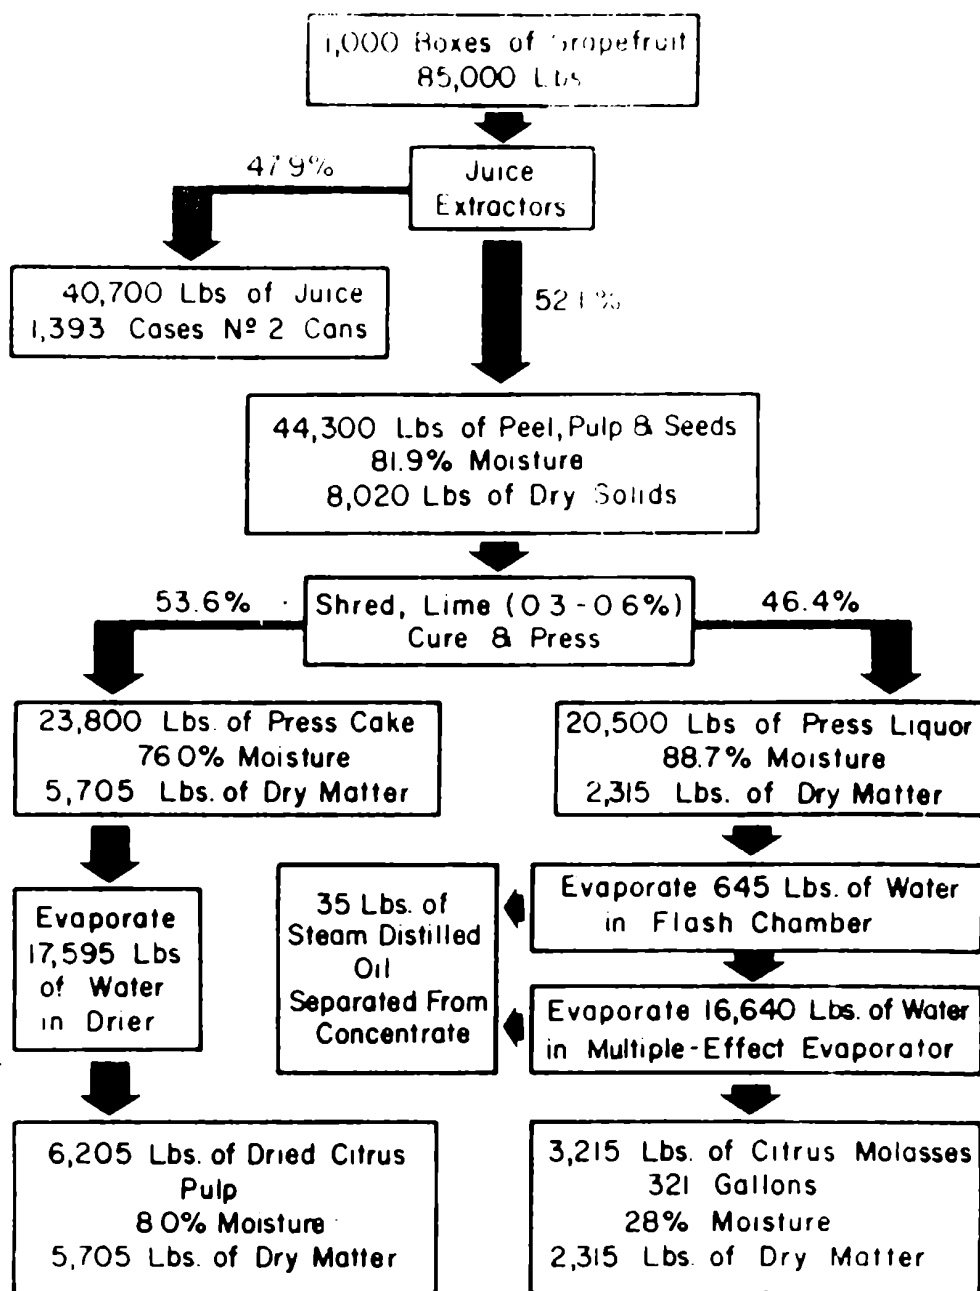 1,000 Boxes of Grapefruit
85,000 Lbs
47.9%
Juice
Extractors
40,700 Lbs of Juice
1,393 Cases Nº 2 Cans
52.1%
44,300 Lbs of Peel, Pulp & Seeds
81.9% Moisture
8,020 Lbs of Dry Solids
53.6%
Shred, Lime (0 3 - 0 6%)
Cure & Press
46.4%
23,800 Lbs. of Press Cake
76 0% Moisture
5,705 Lbs. of Dry Matter
20,500 Lbs of Press Liquor
88.7% Moisture
2,315 Lbs. of Dry Matter
Evaporate
17,595 Lbs
of Water
in Drier
35 Lbs. of
Steam Distilled
Oil
Separated From
Concentrate
Evaporate 645 Lbs. of Water
in Flash Chamber
Evaporate 16,640 Lbs. of Water
in Multiple-Effect Evaporator
6,205 Lbs. of Dried Citrus
Pulp
8 0% Moisture
5,705 Lbs. of Dry Matter
3,215 Lbs. of Citrus Molasses
321 Gallons
28% Moisture
2,315 Lbs. of Dry Matter